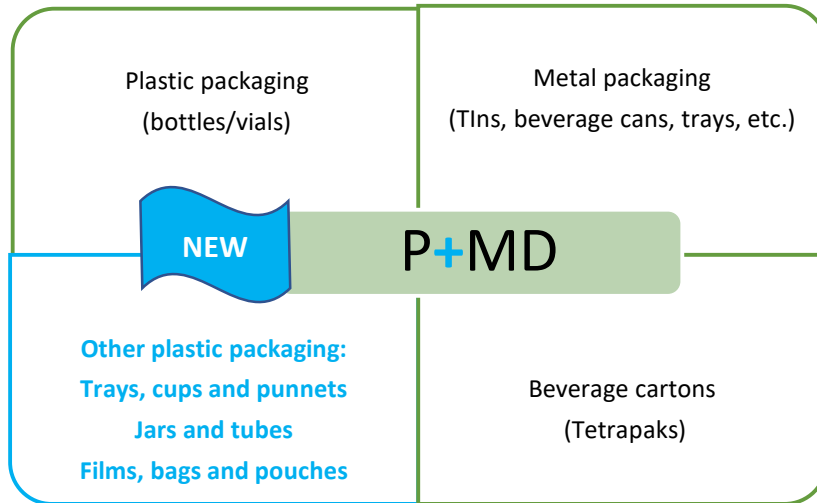 Plastic packaging
(bottles/vials)
Metal packaging
(TIns, beverage cans, trays, etc.)
NEW
P+MD
Other plastic packaging:
Trays, cups and punnets
Jars and tubes
Films, bags and pouches
Beverage cartons
(Tetrapaks)